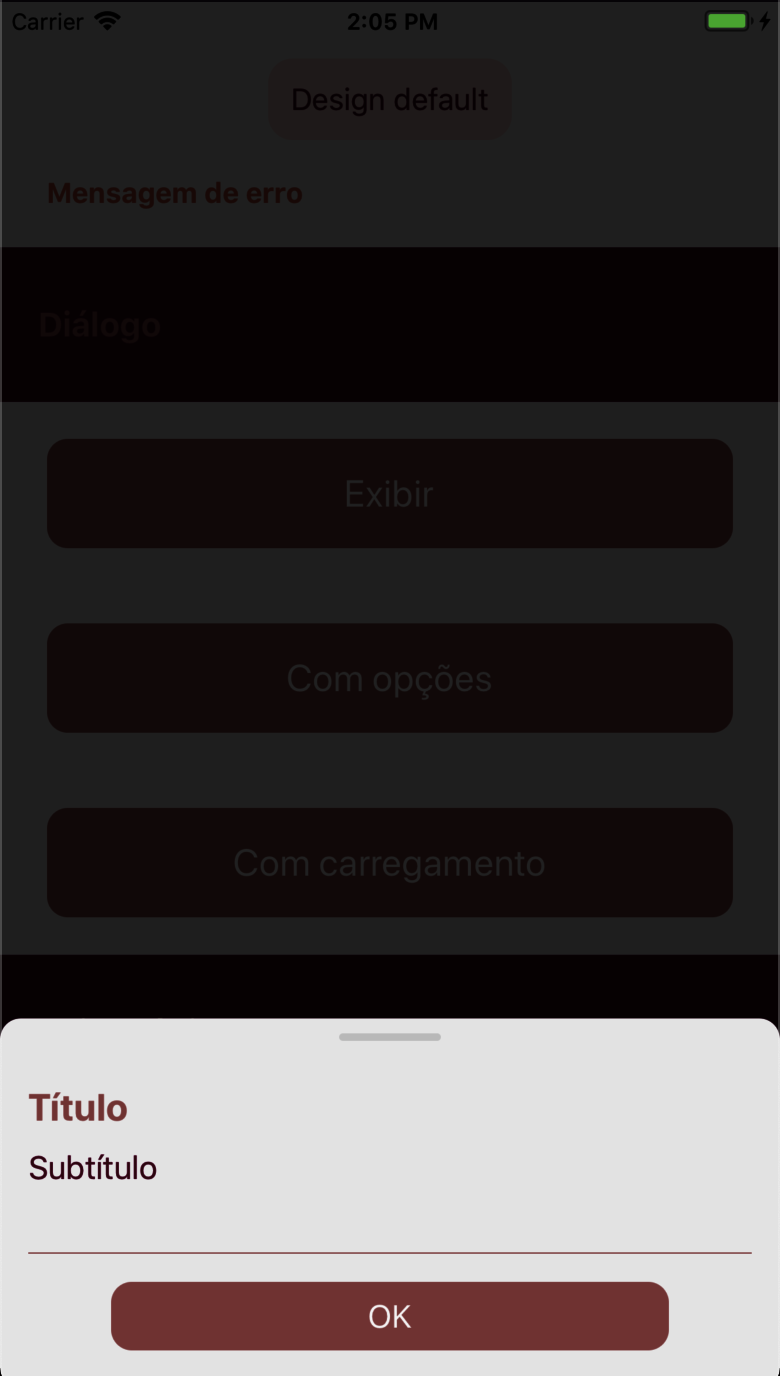 Carrier 2:05 PM
Design default
Mensagem de erro
Diálogo
Exibir
Com opções
Com carregamento
Título
Subtítulo
OK